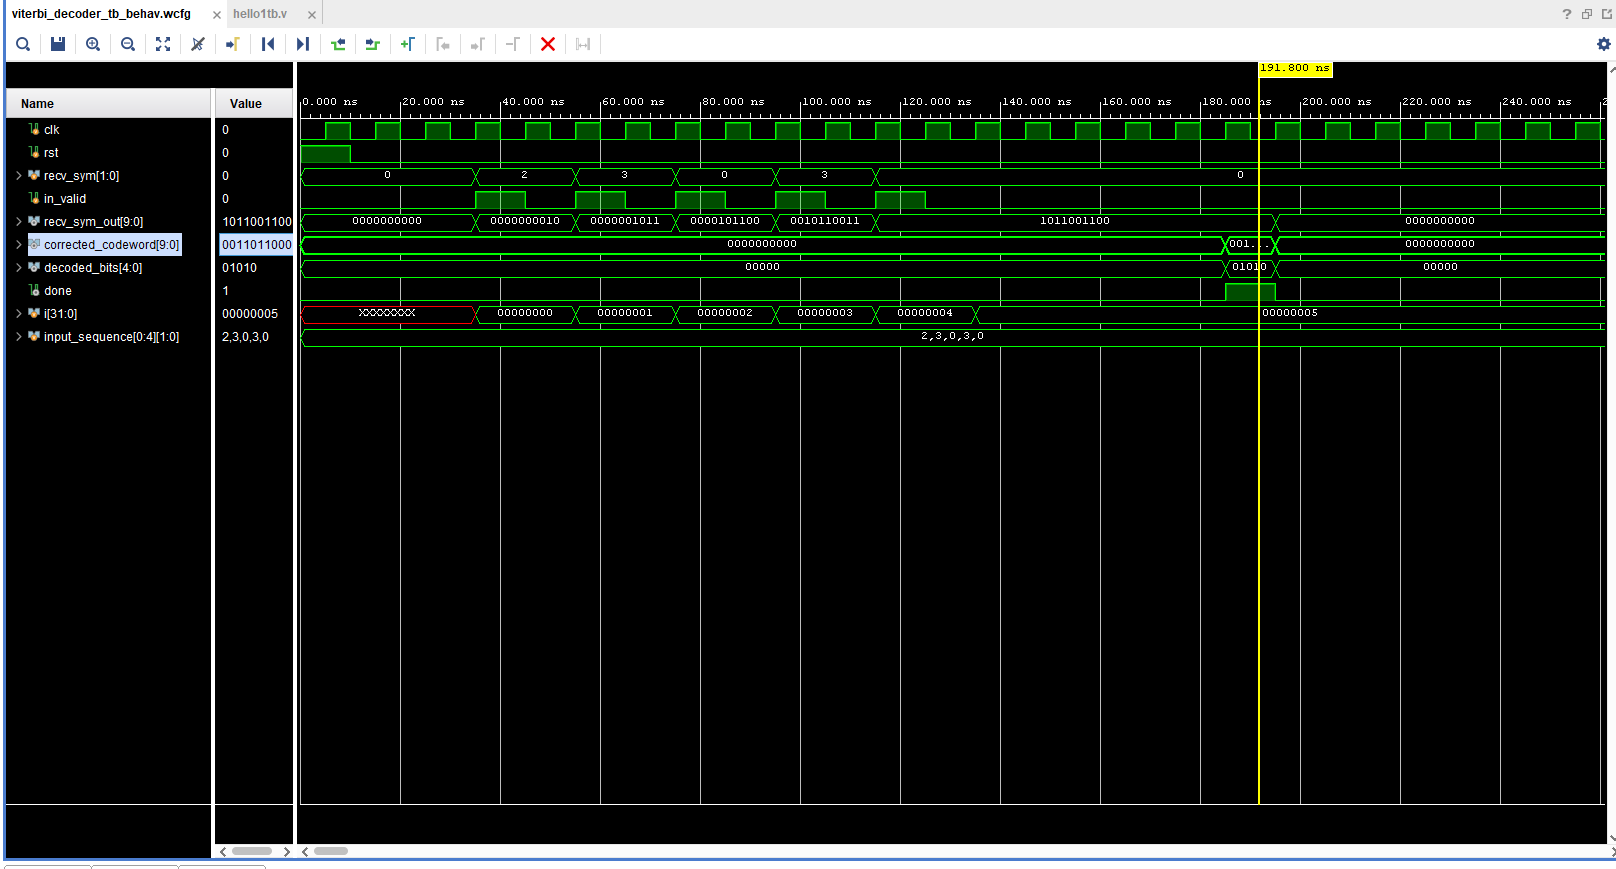 viterbi_decoder_tb_behav.wcfg × hello1tb.v ×
191.800 ns
Name Value
0.000 ns 20.000 ns 40.000 ns 60.000 ns 80.000 ns 100.000 ns 120.000 ns 140.000 ns 160.000 ns 180.000 ns 200.000 ns 220.000 ns 240.000 ns 2
clk 0
rst 0
recv_sym[1:0] 0 0 2 3 0 3 0
in_valid 0
recv_sym_out[9:0] 1011001100 0000000000 0000000010 0000001011 0000101100 0010110011 1011001100 0000000000
corrected_codeword[9:0] 0011011000 0000000000 001... 0000000000
decoded_bits[4:0] 01010 00000 01010 00000
done 1
i[31:0] 00000005 XXXXXXXX 00000000 00000001 00000002 00000003 00000004 00000005
input_sequence[0:4][1:0] 2,3,0,3,0 2,3,0,3,0